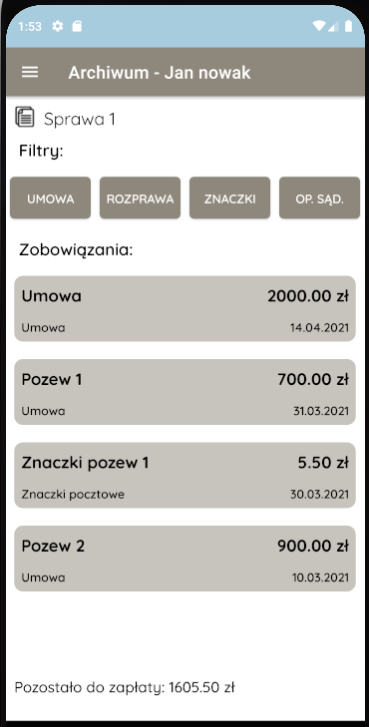 1:53
Archiwum - Jan nowak
Sprawa 1
Filtry:
UMOWA ROZPRAWA ZNACZKI OP. SĄD.
Zobowiązania:
Umowa 2000.00 zł
Umowa 14.04.2021
Pozew 1 700.00 zł
Umowa 31.03.2021
Znaczki pozew 1 5.50 zł
Znaczki pocztowe 30.03.2021
Pozew 2 900.00 zł
Umowa 10.03.2021
Pozostało do zapłaty: 1605.50 zł